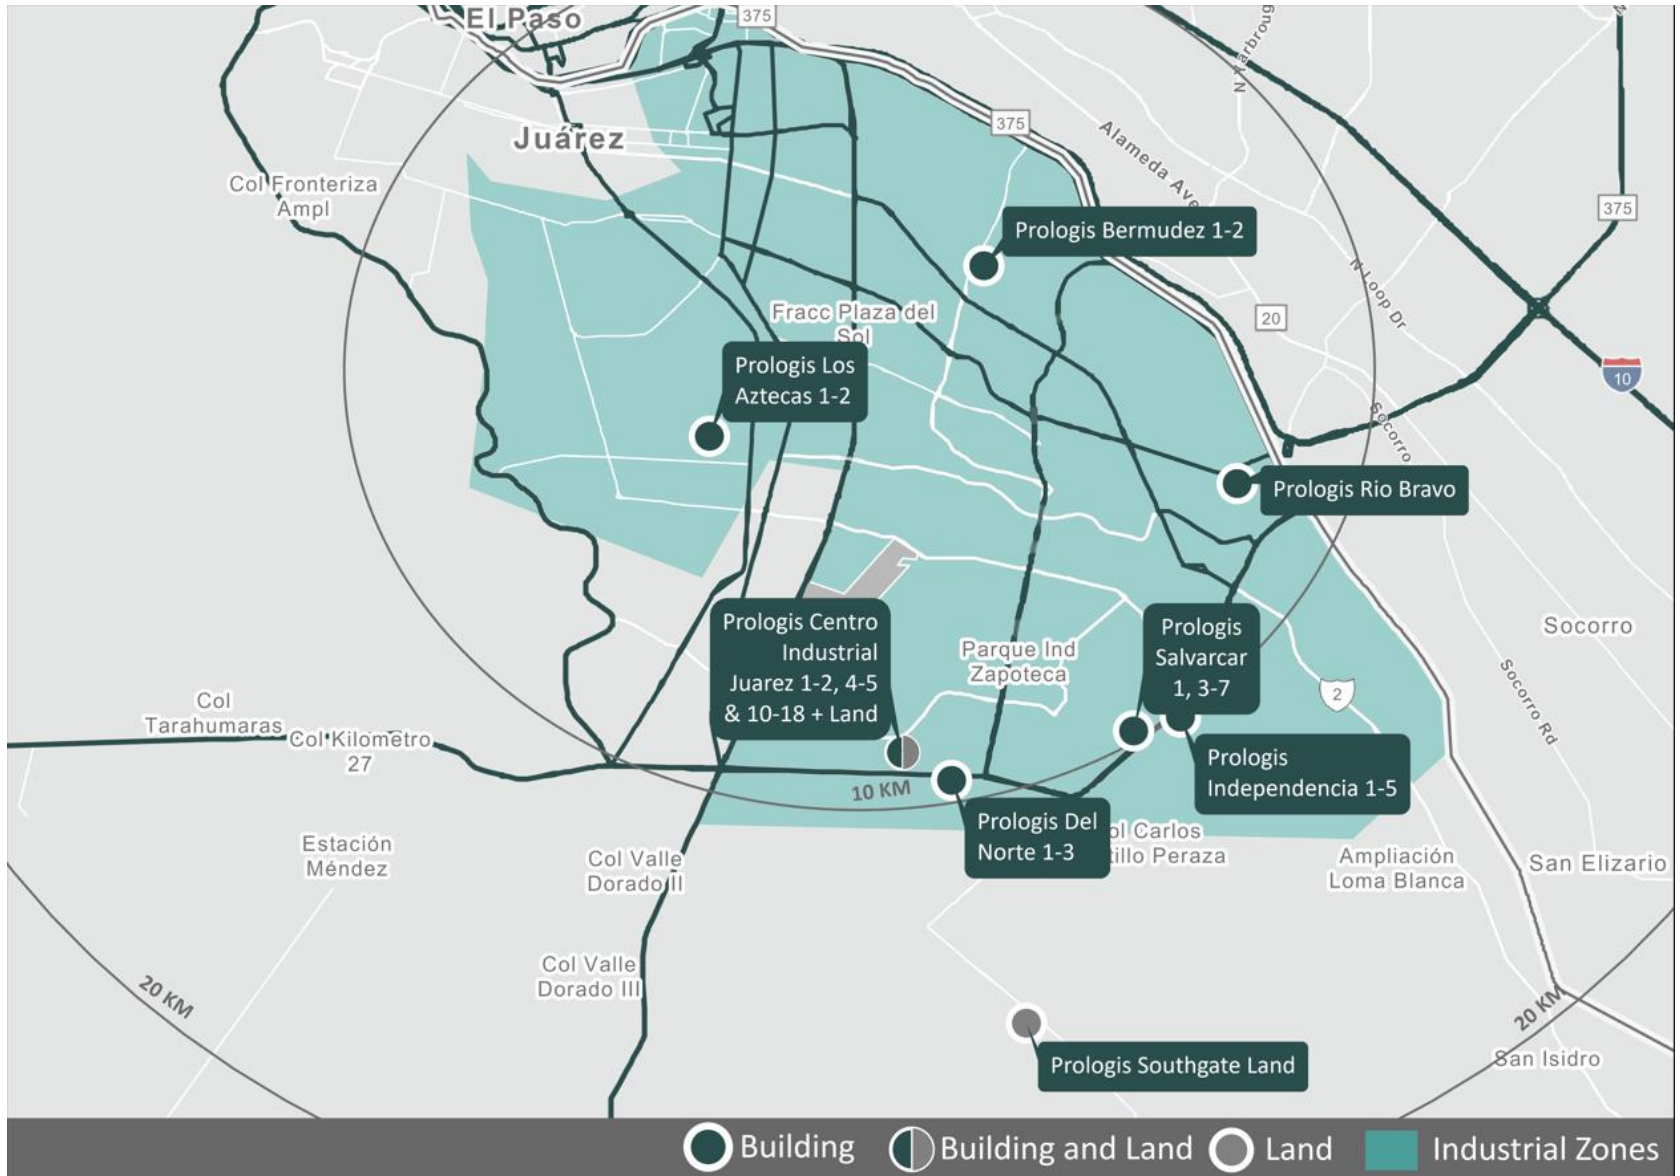 El Paso
375
N Yarbrough
Juárez
375
Alameda Ave
Col Fronteriza
Ampl
375
Prologis Bermudez 1-2
N Loop Dr
Fracc Plaza del
Sol
20
Prologis Los
Aztecas 1-2
10
Socorro
Prologis Rio Bravo
Prologis Centro
Industrial
Juarez 1-2, 4-5
& 10-18 + Land
Parque Ind
Zapoteca
Prologis
Salvarcar
1, 3-7
Socorro
2
Socorro Rd
Col
Tarahumaras
Col Kilometro
27
Prologis
Independencia 1-5
10 KM
Prologis Del
Norte 1-3
Carlos
Peraza
Estación
Méndez
Col Valle
Dorado II
Ampliación
Loma Blanca
San Elizario
Col Valle
Dorado III
20 KM
20 KM
Prologis Southgate Land
San Isidro
Building
Building and Land
Land
Industrial Zones